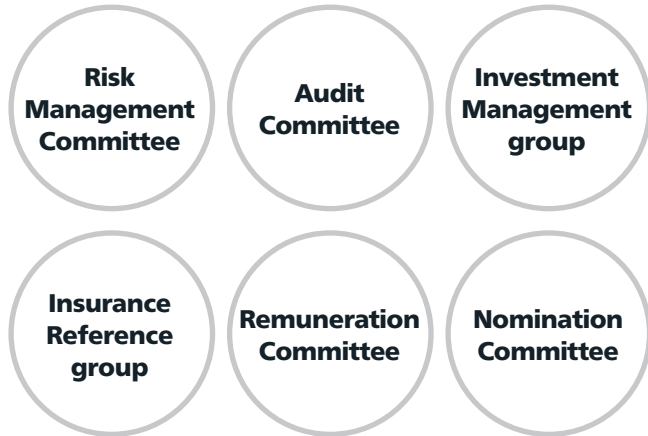 Risk
Management
Committee
Audit
Committee
Investment
Management
group
Insurance
Reference
group
Remuneration
Committee
Nomination
Committee